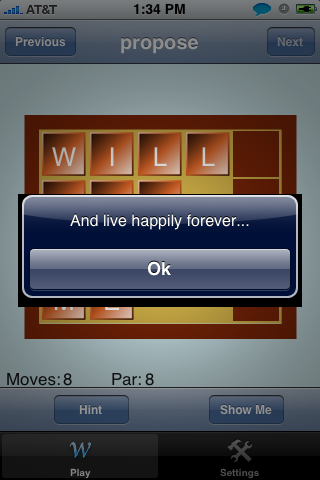 AT&T 1:34 PM
Previous propose Next
W I L L
And live happily forever...
Ok
M E
Moves: 8 Par: 8
Hint Show Me
W
Play Settings